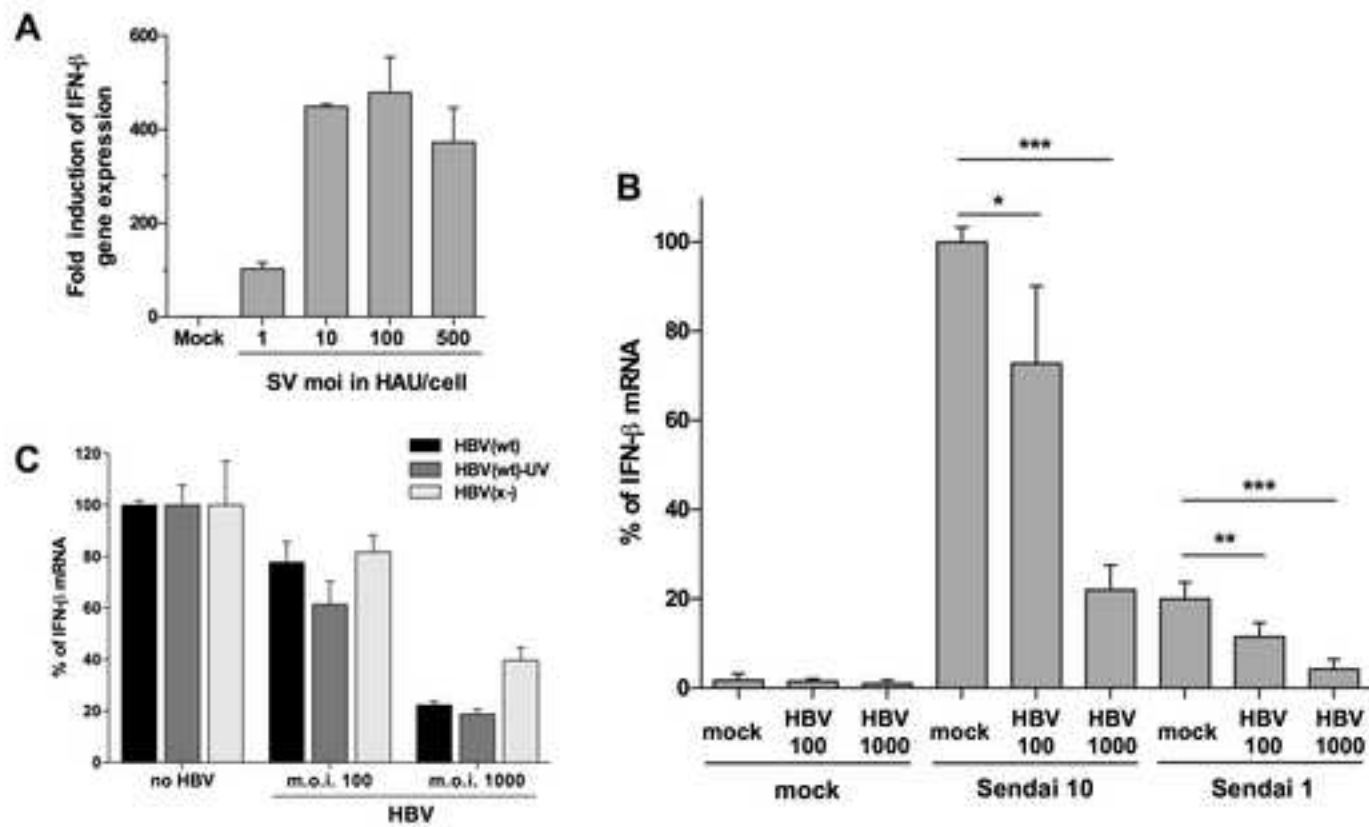 A
Fold induction of IFN-β
gene expression
600
400
200
0
Mock
1
10
100
500
SV moi in HAU/cell
B
% of IFN-β mRNA
100
80
60
40
20
0
***
*
***
**
mock
HBV
100
HBV
1000
mock
HBV
100
HBV
1000
mock
HBV
100
HBV
1000
mock
Sendai 10
Sendai 1
C
% of IFN-β mRNA
120
100
80
60
40
20
0
HBV(wt)
HBV(wt)-UV
HBV(x-)
no HBV
m.o.i. 100
m.o.i. 1000
HBV